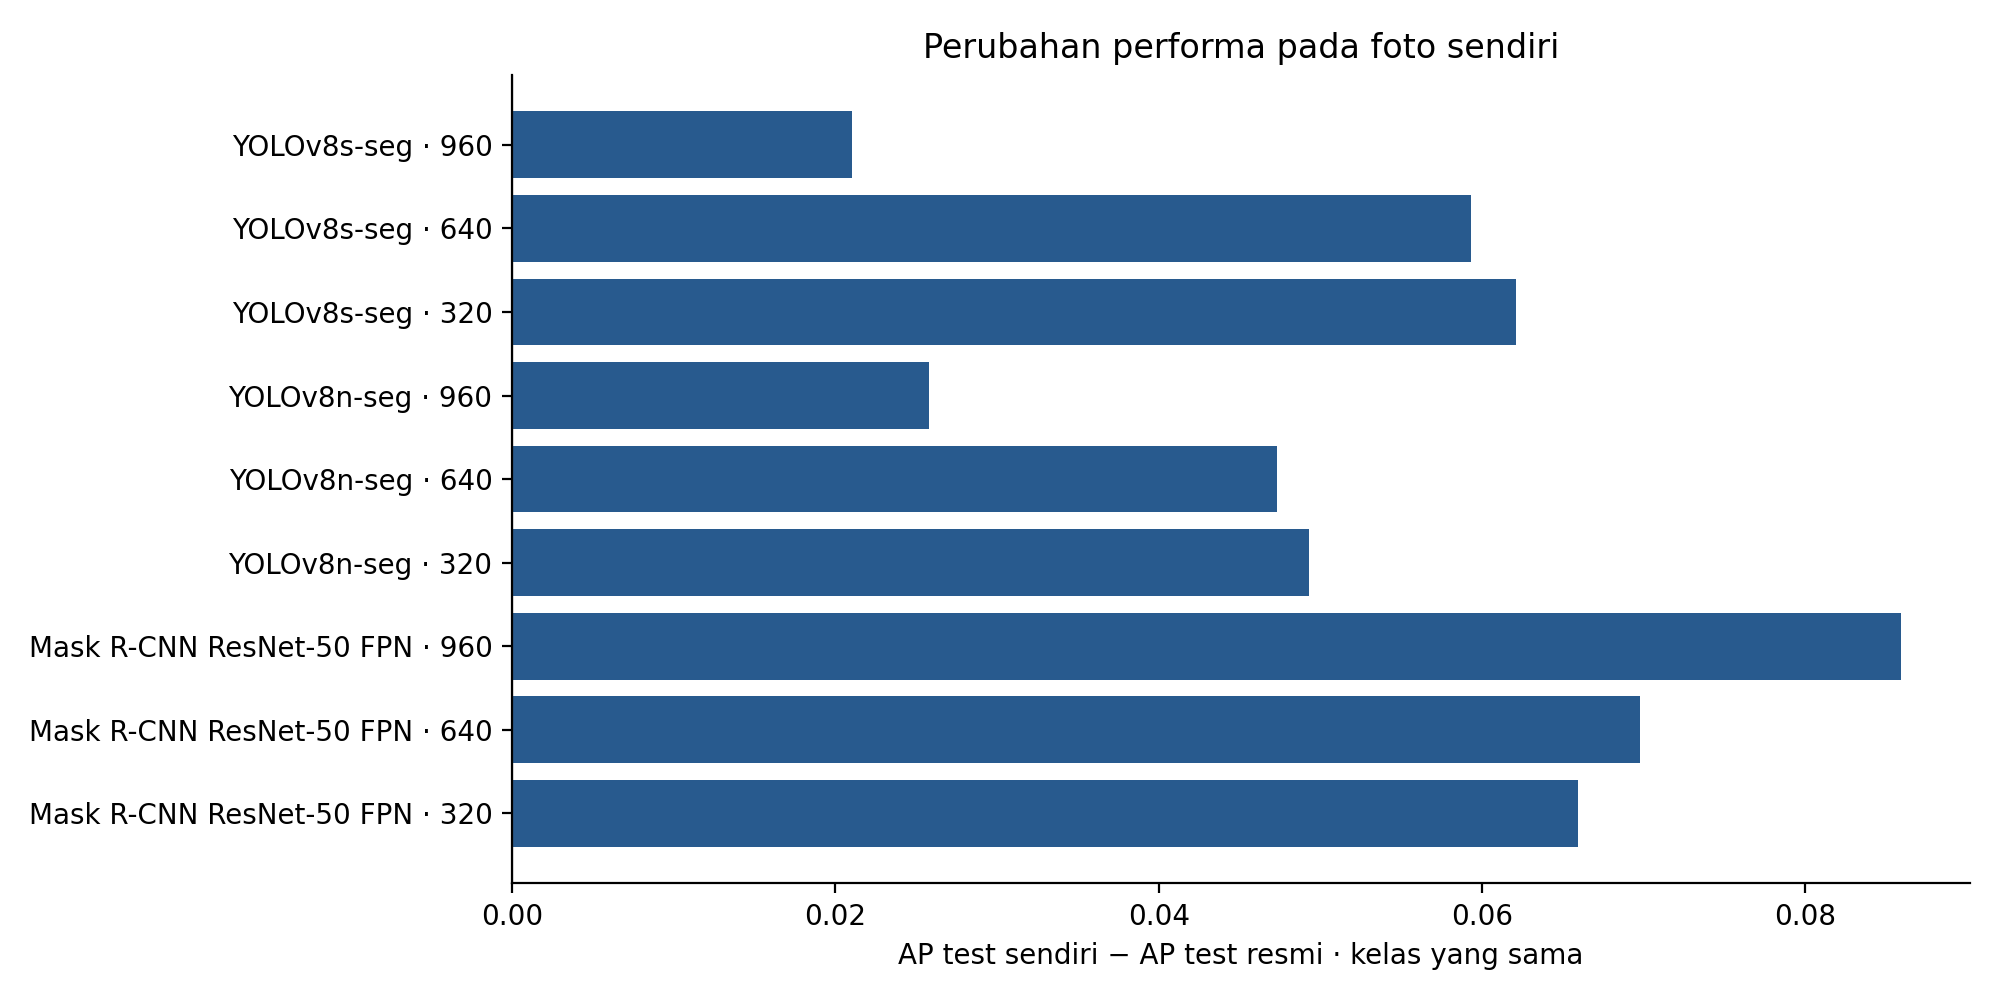 Perubahan performa pada foto sendiri
YOLOv8s-seg · 960
YOLOv8s-seg · 640
YOLOv8s-seg · 320
YOLOv8n-seg · 960
YOLOv8n-seg · 640
YOLOv8n-seg · 320
Mask R-CNN ResNet-50 FPN · 960
Mask R-CNN ResNet-50 FPN · 640
Mask R-CNN ResNet-50 FPN · 320
0.00 0.02 0.04 0.06 0.08
AP test sendiri − AP test resmi · kelas yang sama